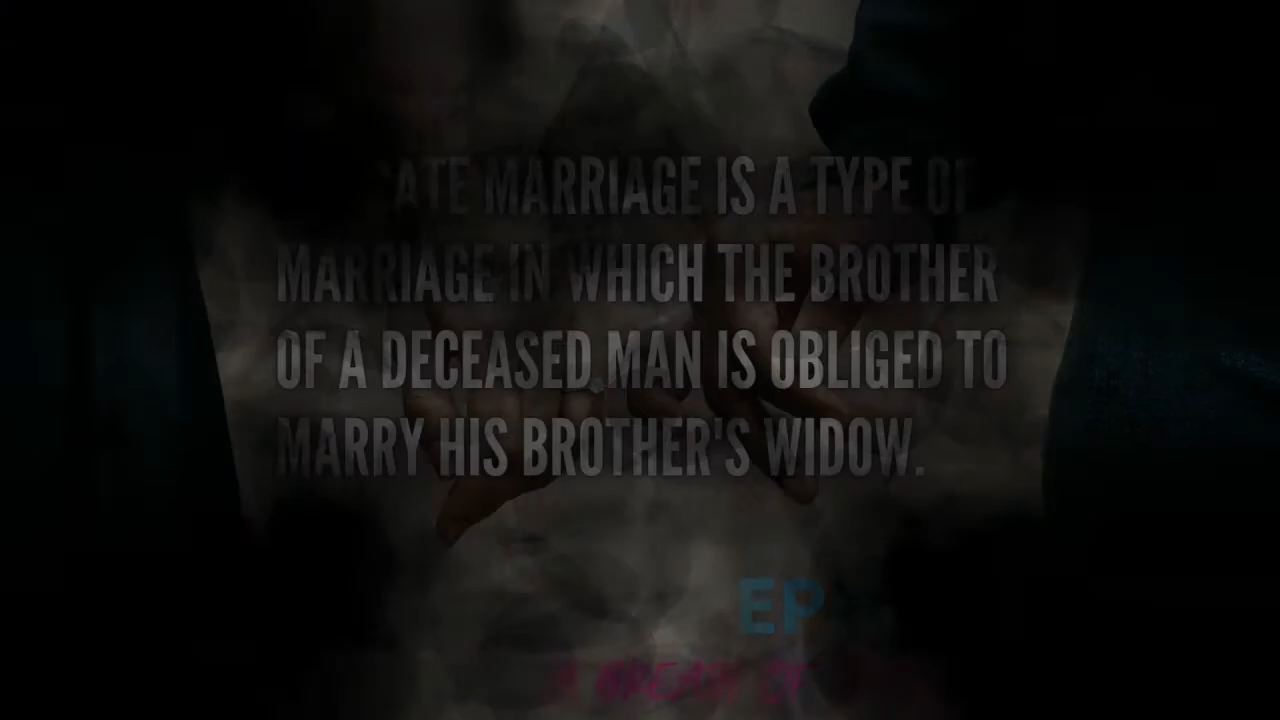 MARRIAGE IS A TYPE OF
MARRIAGE IN WHICH THE BROTHER
OF A DECEASED MAN IS OBLIGED TO
MARRY HIS BROTHER'S WIDOW.
EP